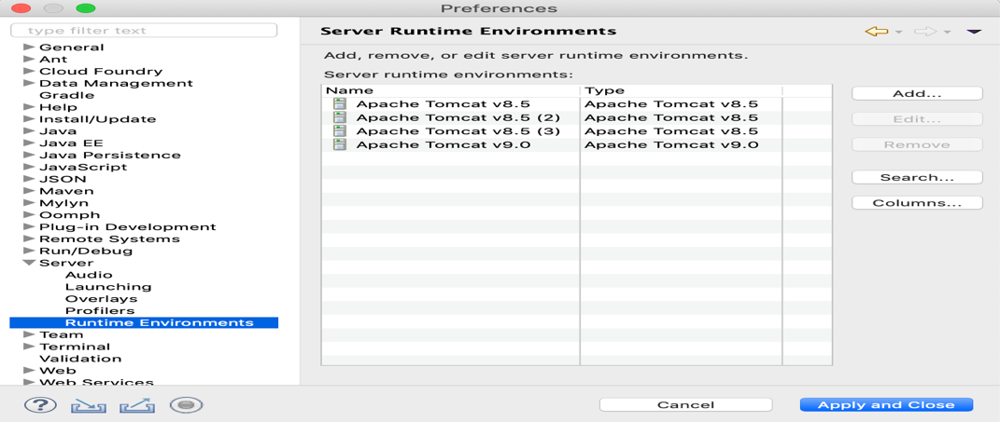 Preferences
type filter text
General
Ant
Cloud Foundry
Data Management
Gradle
Help
Install/Update
Java
Java EE
Java Persistence
JavaScript
JSON
Maven
Mylyn
Oomph
Plug-in Development
Remote Systems
Run/Debug
Server
Audio
Launching
Overlays
Profilers
Runtime Environments
Team
Terminal
Validation
Web
Web Services
Server Runtime Environments
Add, remove, or edit server runtime environments.
Server runtime environments:
Name Type
Apache Tomcat v8.5 Apache Tomcat v8.5
Apache Tomcat v8.5 (2) Apache Tomcat v8.5
Apache Tomcat v8.5 (3) Apache Tomcat v8.5
Apache Tomcat v9.0 Apache Tomcat v9.0
Add...
Edit...
Remove
Search...
Columns...
?
Cancel
Apply and Close